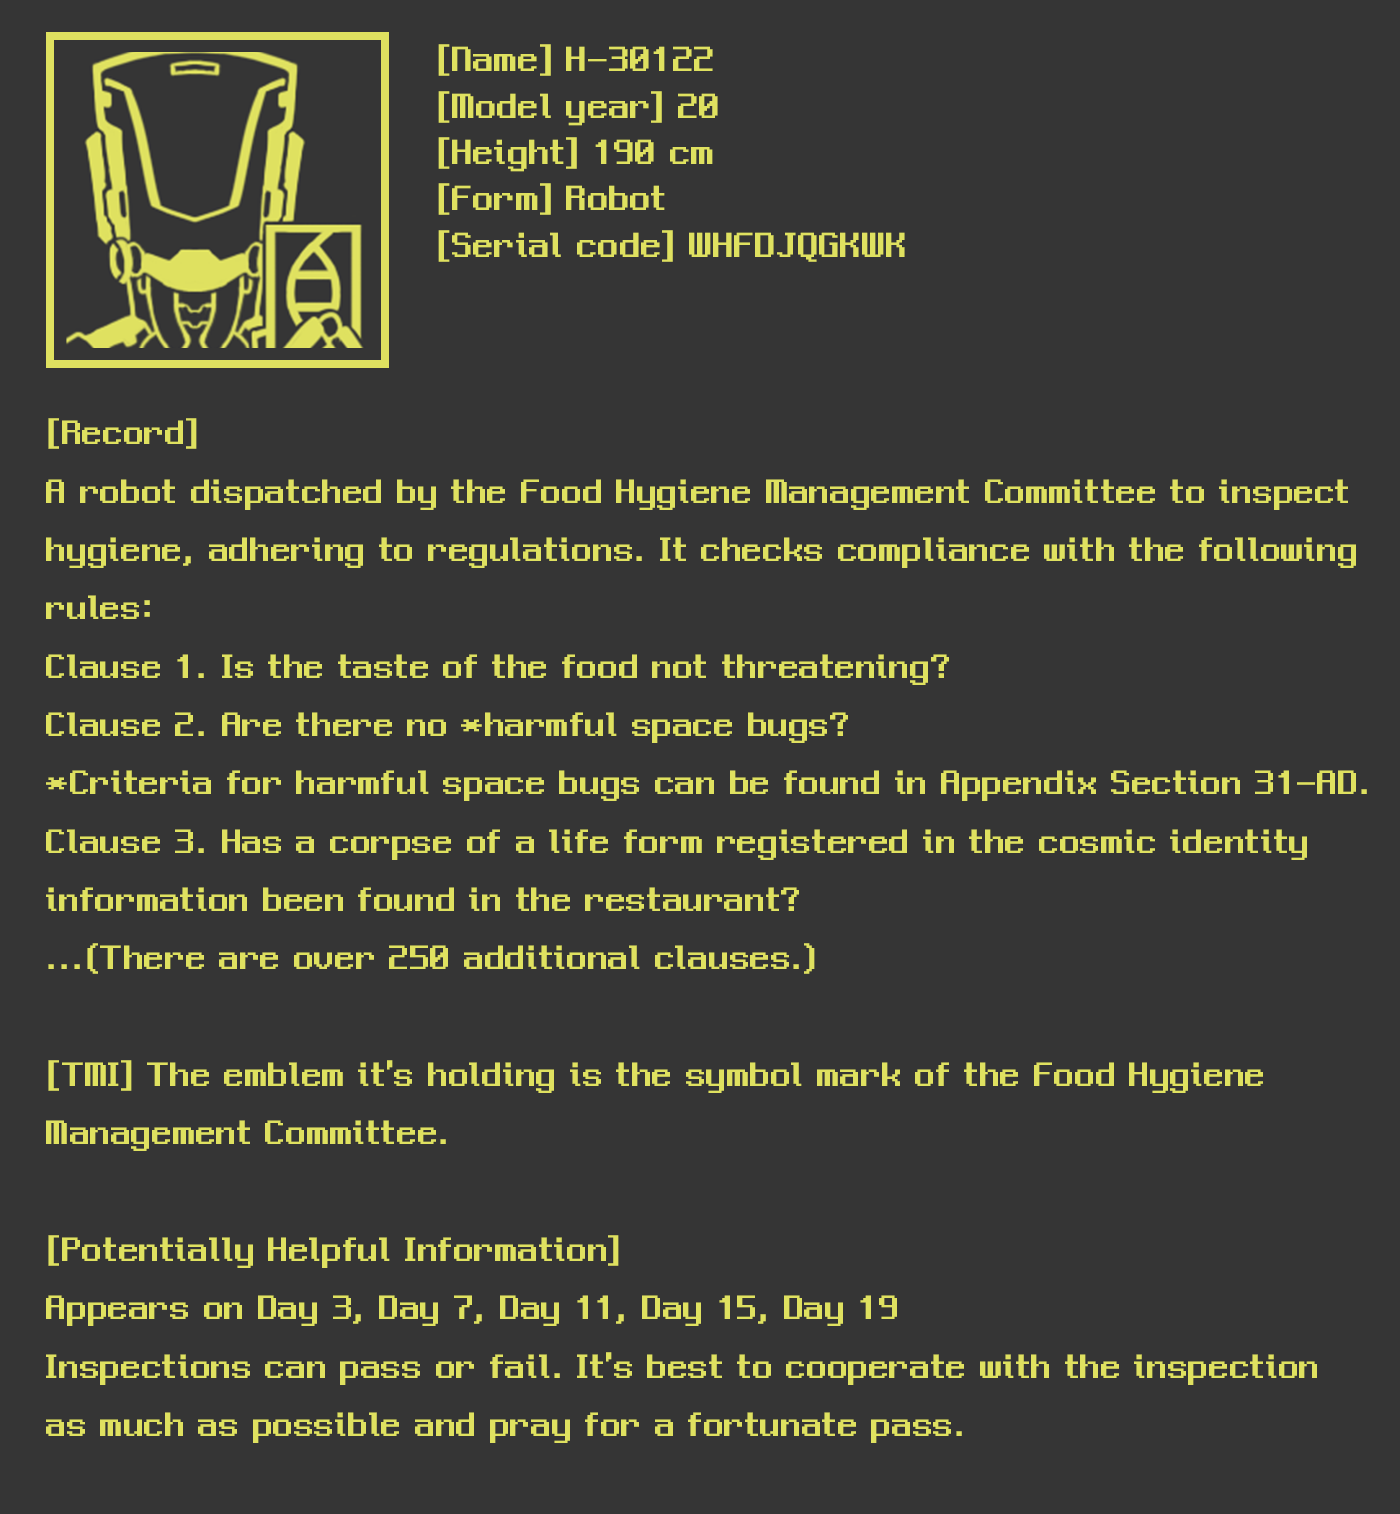 [Name] H-30122
[Model year] 20
[Height] 190 cm
[Form] Robot
[Serial code] WHFDJQGKWK
[Record]
A robot dispatched by the Food Hygiene Management Committee to inspect
hygiene, adhering to regulations. It checks compliance with the following
rules:
Clause 1. Is the taste of the food not threatening?
Clause 2. Are there no *harmful space bugs?
*Criteria for harmful space bugs can be found in Appendix Section 31-AD.
Clause 3. Has a corpse of a life form registered in the cosmic identity
information been found in the restaurant?
...(There are over 250 additional clauses.)
[TMI] The emblem it's holding is the symbol mark of the Food Hygiene
Management Committee.
[Potentially Helpful Information]
Appears on Day 3, Day 7, Day 11, Day 15, Day 19
Inspections can pass or fail. It's best to cooperate with the inspection
as much as possible and pray for a fortunate pass.